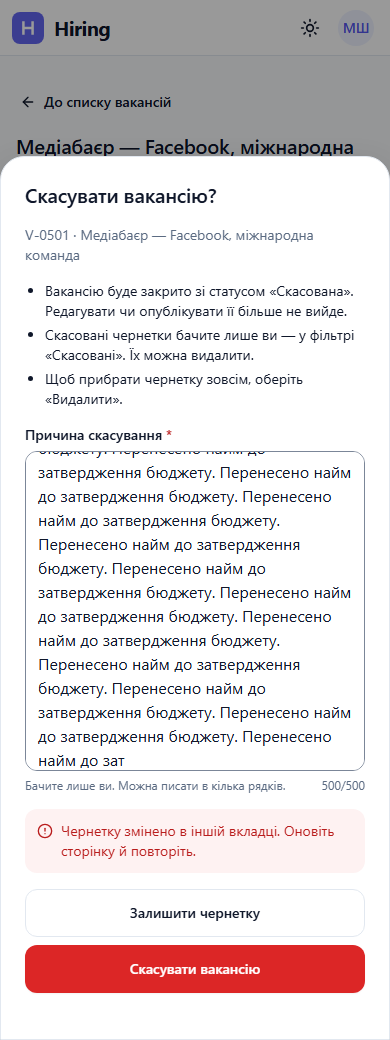 H Hiring МШ
← До списку вакансій
Медіабаєр — Facebook, міжнародна
Скасувати вакансію?
V-0501 · Медіабаєр — Facebook, міжнародна
команда
• Вакансію буде закрито зі статусом «Скасована».
Редагувати чи опублікувати її більше не вийде.
• Скасовані чернетки бачите лише ви — у фільтрі
«Скасовані». Їх можна видалити.
• Щоб прибрати чернетку зовсім, оберіть
«Видалити».
Причина скасування *
бюджету. Перенесено найм до
затвердження бюджету. Перенесено найм
до затвердження бюджету. Перенесено
найм до затвердження бюджету.
Перенесено найм до затвердження
бюджету. Перенесено найм до
затвердження бюджету. Перенесено найм
до затвердження бюджету. Перенесено
найм до затвердження бюджету.
Перенесено найм до затвердження
бюджету. Перенесено найм до
затвердження бюджету. Перенесено найм
до затвердження бюджету. Перенесено
найм до зат
Бачите лише ви. Можна писати в кілька рядків. 500/500
Чернетку змінено в іншій вкладці. Оновіть
сторінку й повторіть.
Залишити чернетку
Скасувати вакансію